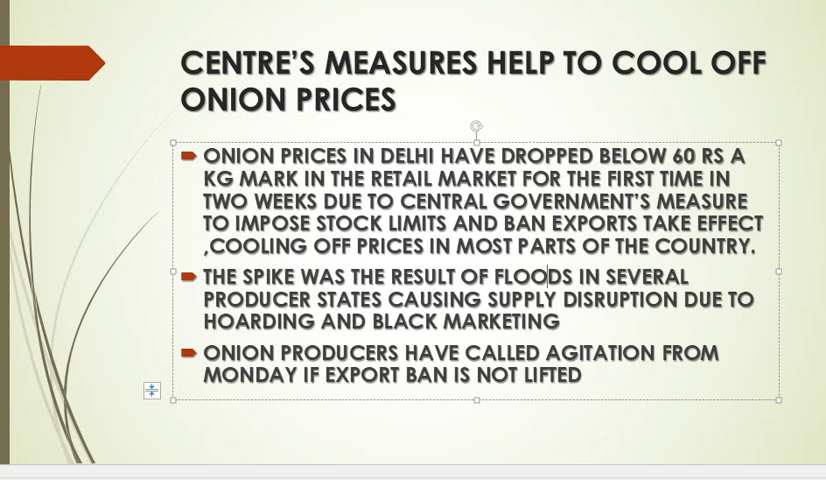 CENTRE'S MEASURES HELP TO COOL OFF
ONION PRICES
ONION PRICES IN DELHI HAVE DROPPED BELOW 60 RS A
KG MARK IN THE RETAIL MARKET FOR THE FIRST TIME IN
TWO WEEKS DUE TO CENTRAL GOVERNMENT'S MEASURE
TO IMPOSE STOCK LIMITS AND BAN EXPORTS TAKE EFFECT
,COOLING OFF PRICES IN MOST PARTS OF THE COUNTRY.
THE SPIKE WAS THE RESULT OF FLOODS IN SEVERAL
PRODUCER STATES CAUSING SUPPLY DISRUPTION DUE TO
HOARDING AND BLACK MARKETING
ONION PRODUCERS HAVE CALLED AGITATION FROM
MONDAY IF EXPORT BAN IS NOT LIFTED